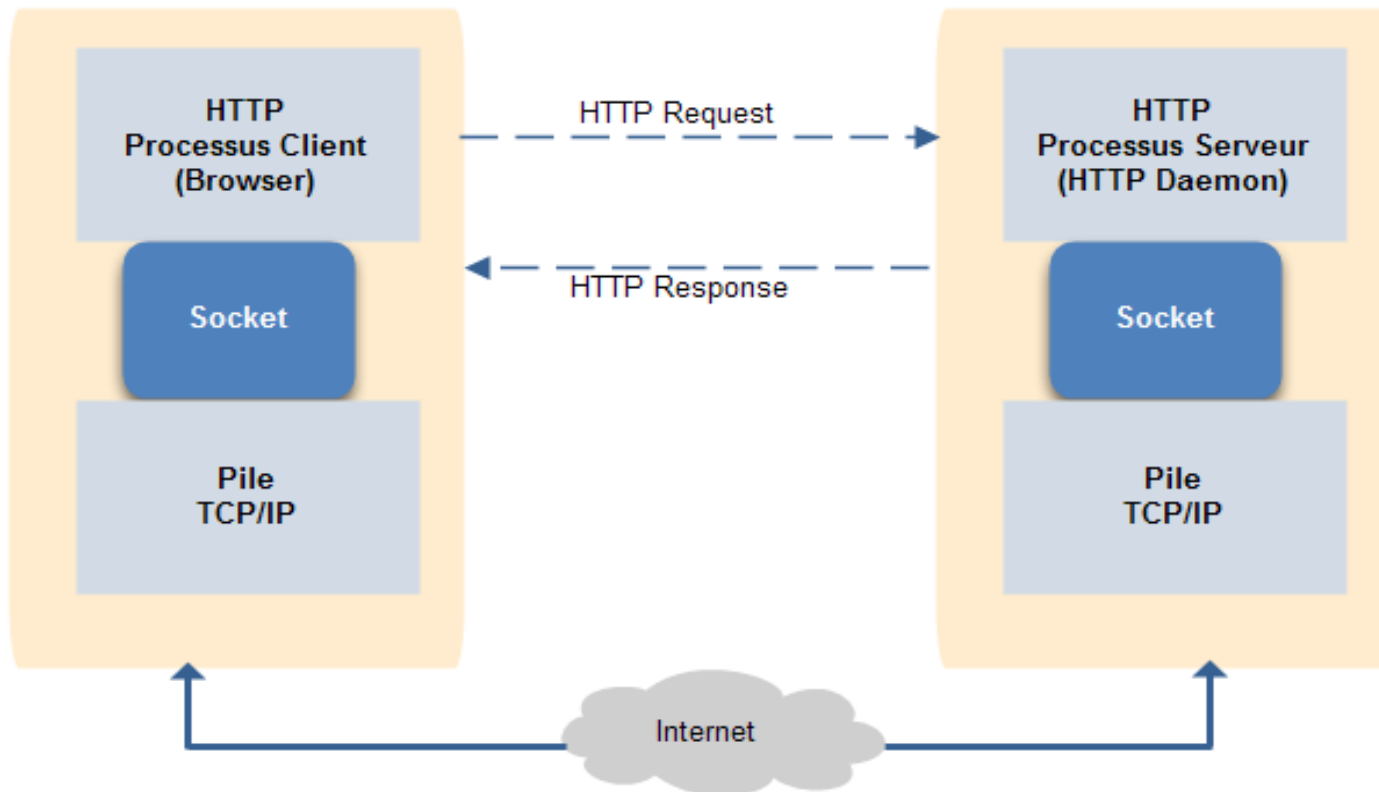 HTTP
Processus Client
(Browser)
HTTP Request
HTTP
Processus Serveur
(HTTP Daemon)
HTTP Response
Socket
Socket
Pile
TCP/IP
Pile
TCP/IP
Internet